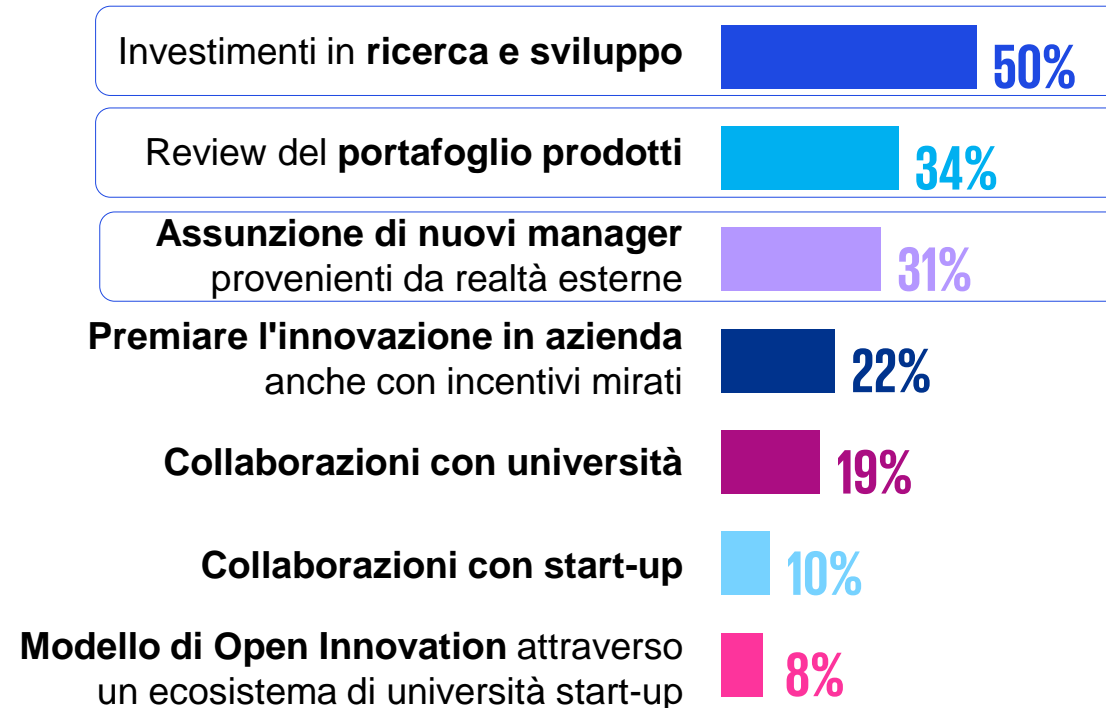 Investimenti in ricerca e sviluppo 50%
Review del portafoglio prodotti 34%
Assunzione di nuovi manager
provenienti da realtà esterne 31%
Premiare l'innovazione in azienda
anche con incentivi mirati 22%
Collaborazioni con università 19%
Collaborazioni con start-up 10%
Modello di Open Innovation attraverso
un ecosistema di università start-up 8%